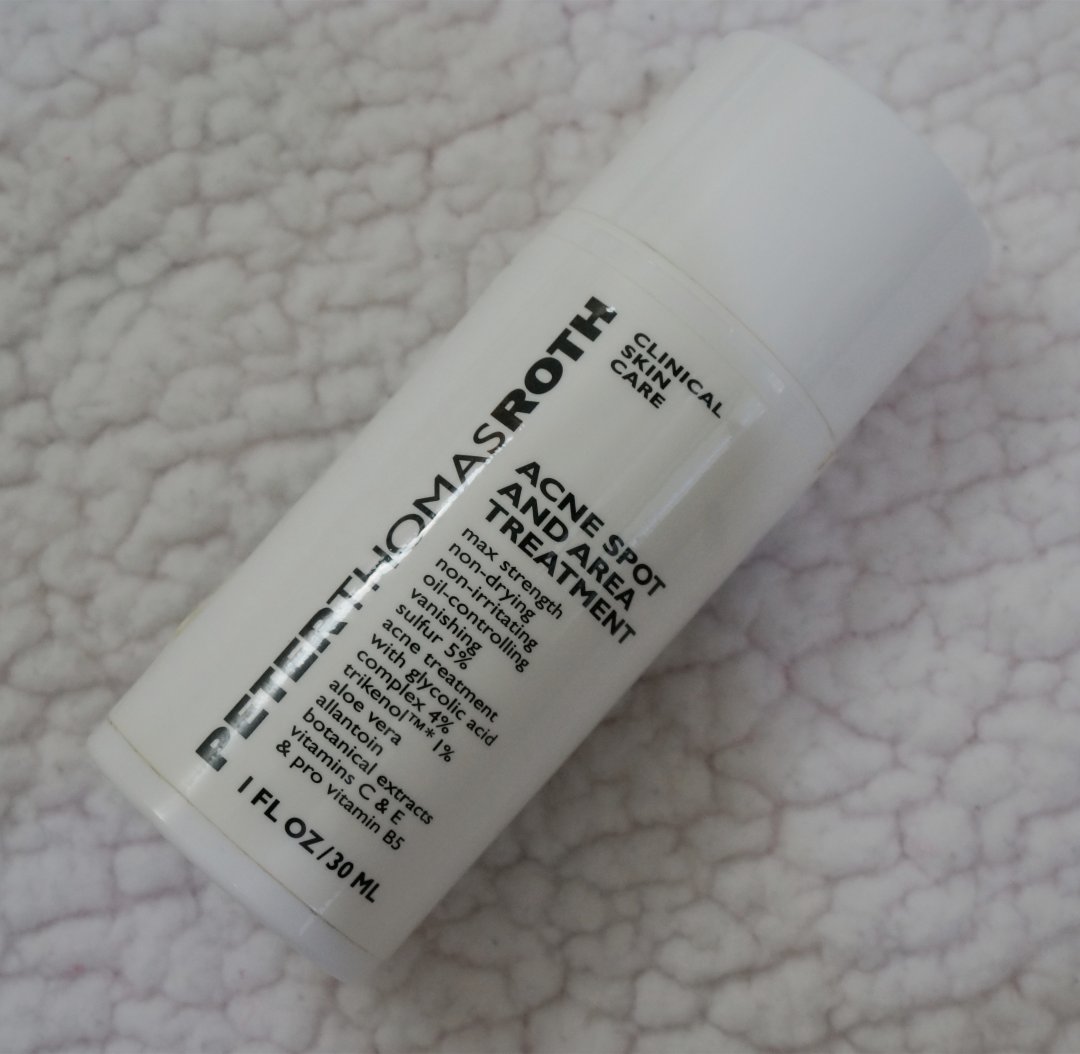 PETERTHOMASROTH
CLINICAL
SKIN
CARE
ACNE SPOT
AND AREA
TREATMENT
max strength
non-drying
non-irritating
oil-controlling
vanishing
sulfur 5%
acne treatment
with glycolic acid
complex 4%
trikenol™* 1%
aloe vera
allantoin
botanical extracts
vitamins C & E
& pro vitamin B5
1 FL OZ/30 ML